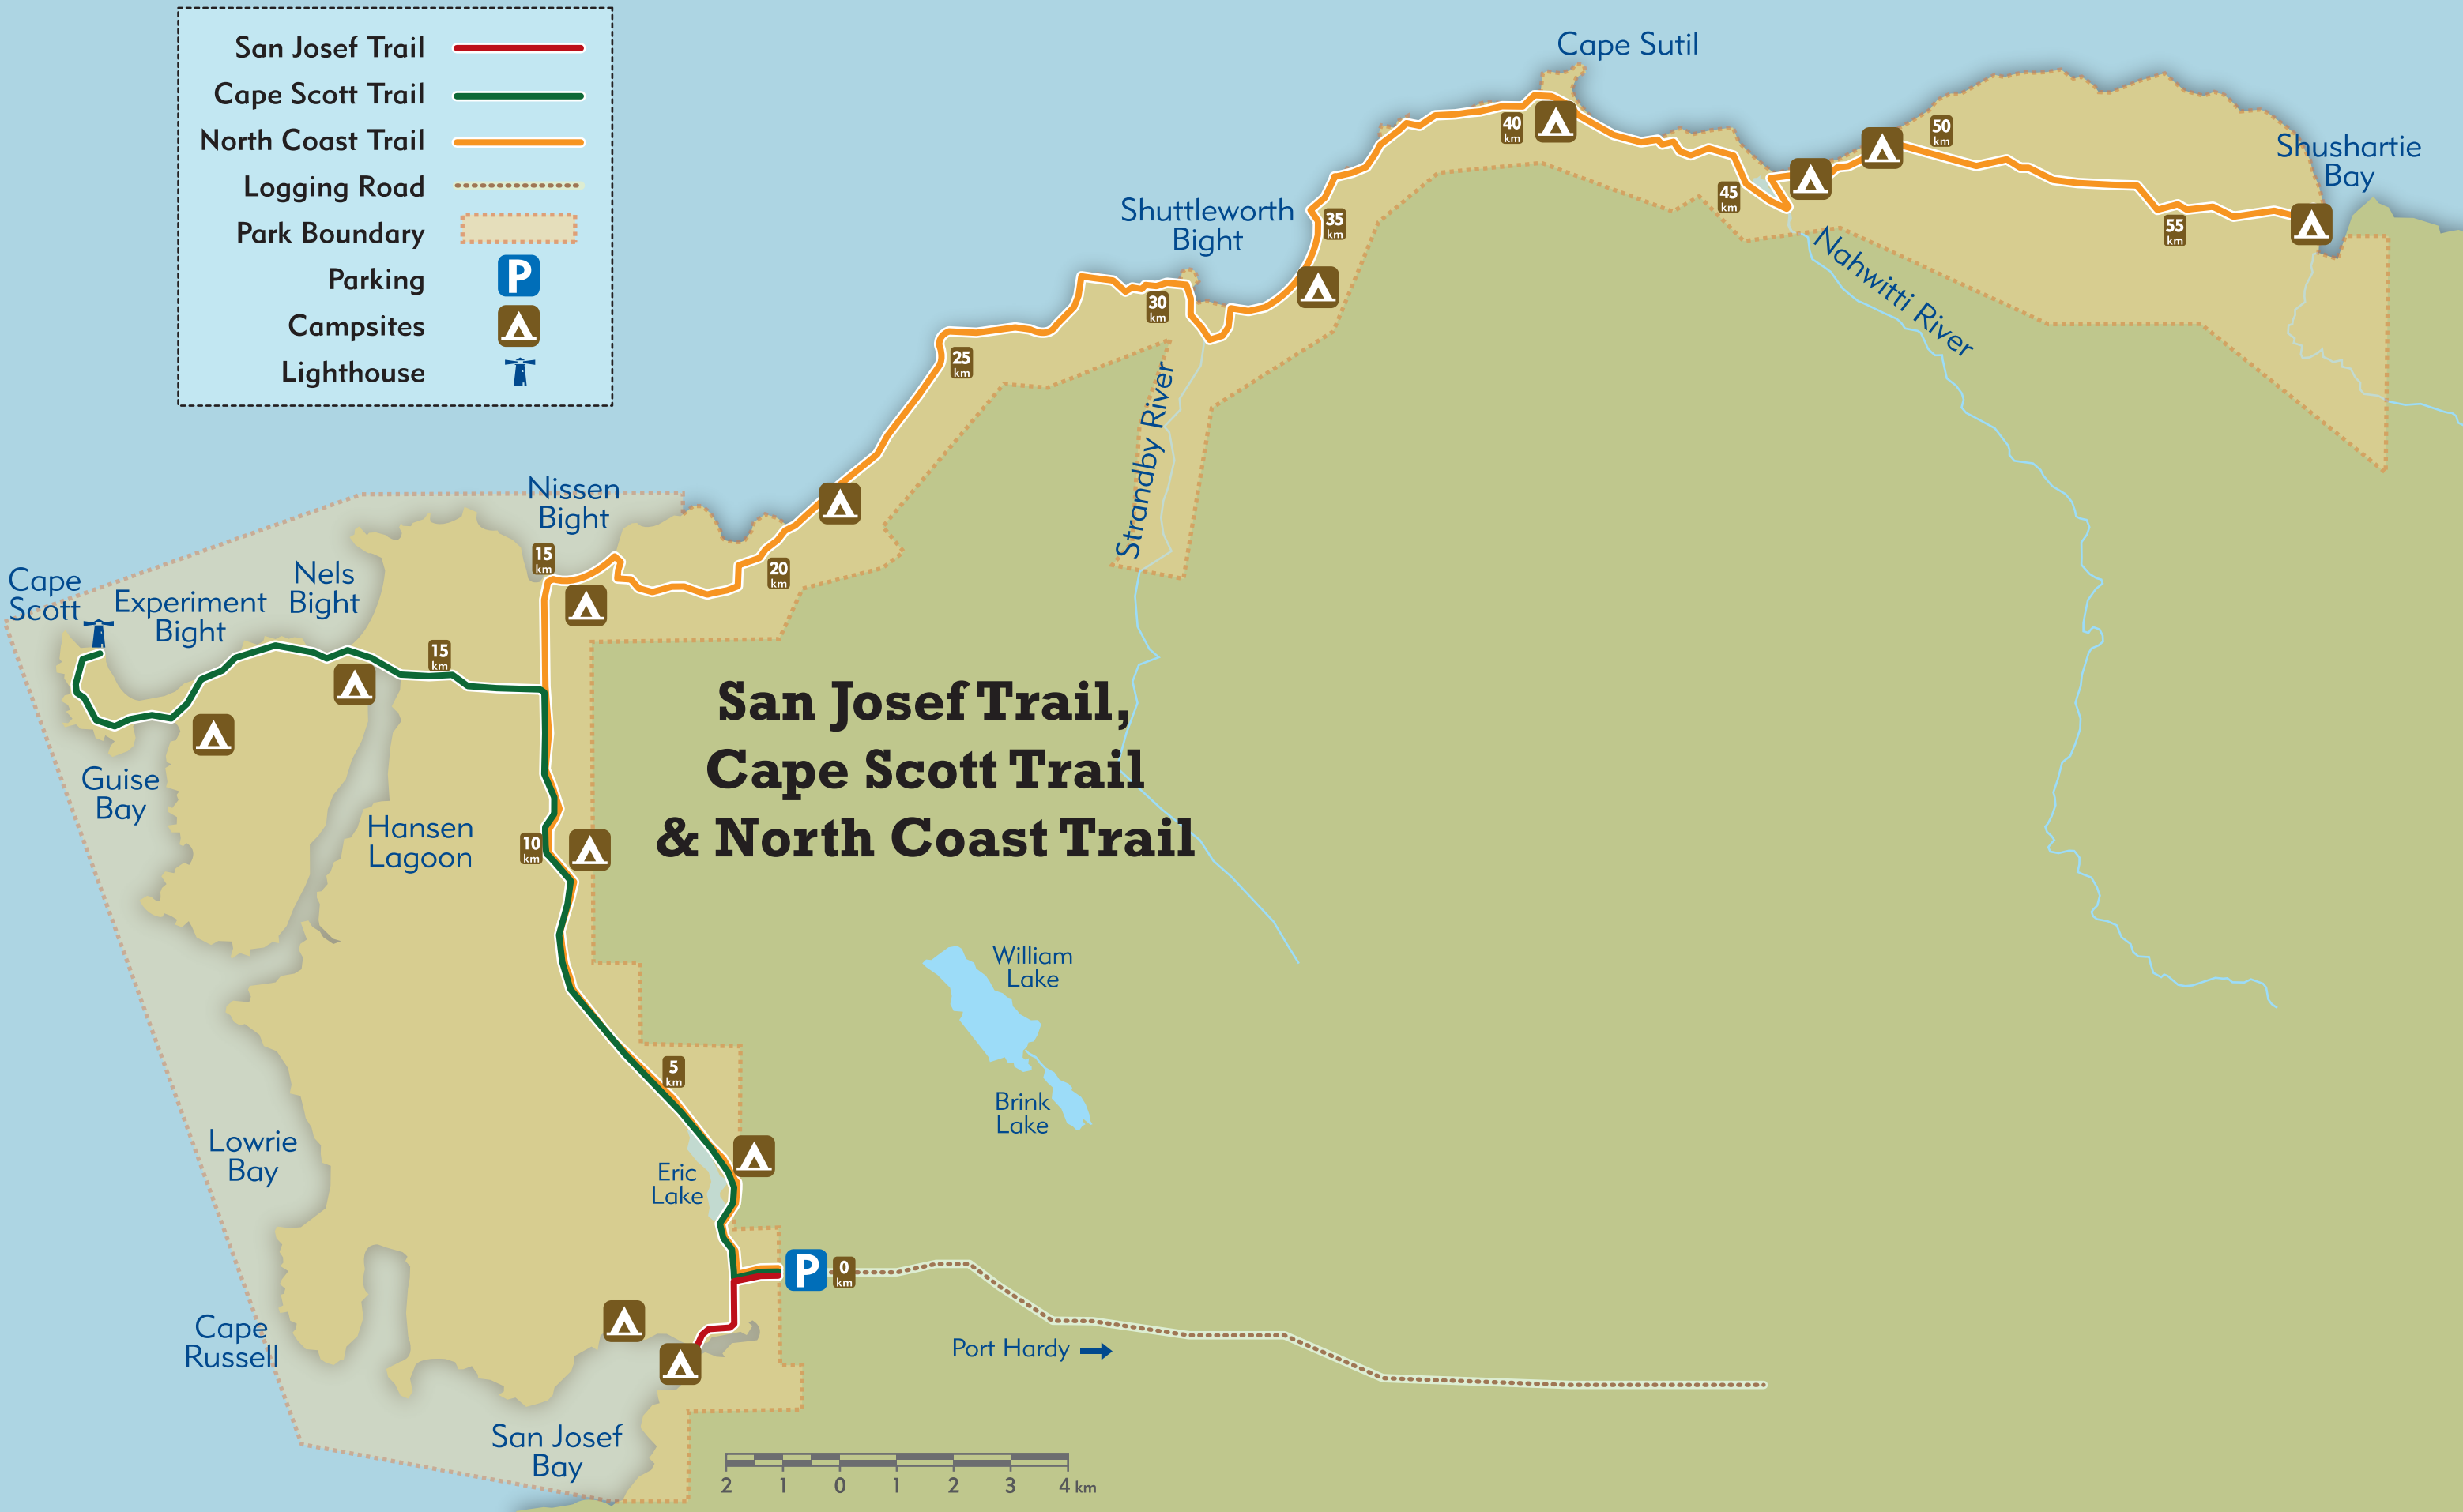 San Josef Trail
Cape Scott Trail
North Coast Trail
Logging Road
Park Boundary
Parking
P
Campsites
Lighthouse
Cape Sutil
Shushartie
Bay
Shuttleworth
Bight
Nahwitti River
Strandby River
Nissen
Bight
Nels
Bight
Cape
Scott
Experiment
Bight
Guise
Bay
Hansen
Lagoon
Lowrie
Bay
Cape
Russell
San Josef
Bay
Eric
Lake
William
Lake
Brink
Lake
Port Hardy
San Josef Trail,
Cape Scott Trail
& North Coast Trail
P
0
km
5
km
10
km
15
km
15
km
20
km
25
km
30
km
35
km
40
km
45
km
50
km
55
km
2 1 0 1 2 3 4 km